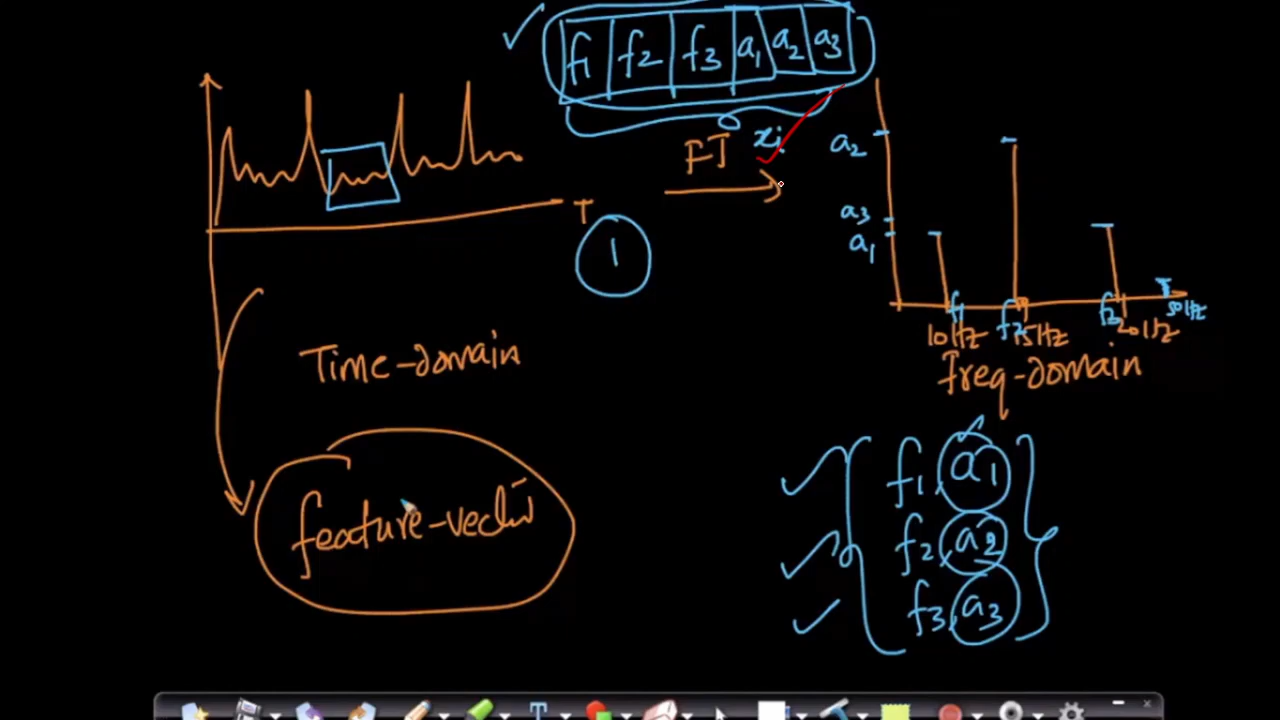 f1 f2 f3 a1 a2 a3
xi
FT
a2
a3
a1
T
1
f1 f2 f3
10Hz 15Hz 20Hz 50Hz
Time-domain
freq-domain
f1, a1
f2, a2
f3, a3
feature-vector
T